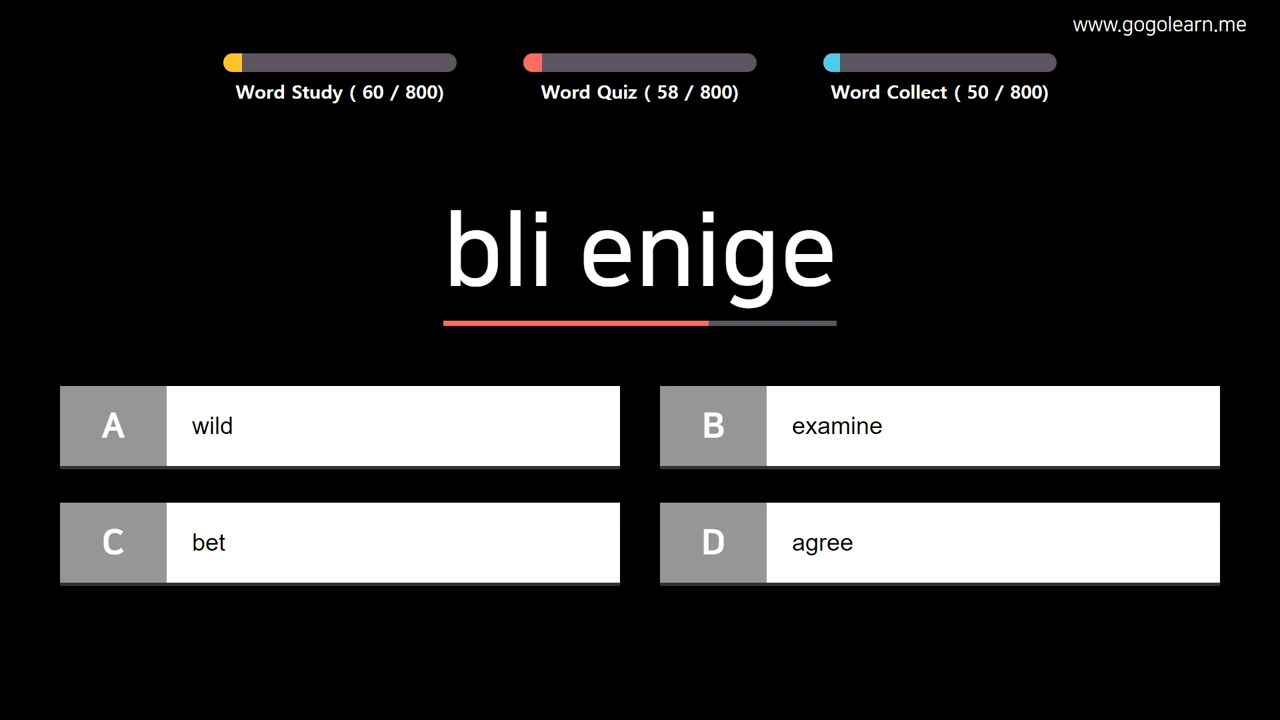 www.gogolearn.me
Word Study ( 60 / 800)
Word Quiz ( 58 / 800)
Word Collect ( 50 / 800)
bli enige
A wild
B examine
C bet
D agree